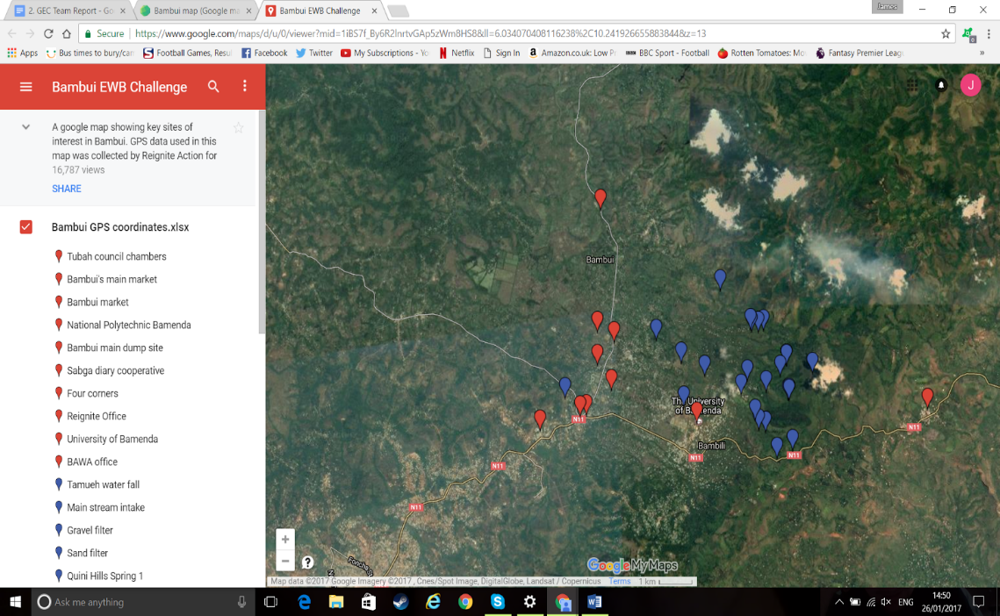 2. GEC Team Report - Go
Bambui map (Google ma
Bambui EWB Challenge
James
Secure
https://www.google.com/maps/d/u/0/viewer?mid=1iBS7f_By6R2lnrtvGAp5zWm8HS8&ll=6.034070408116238%2C10.24192665588384&z=13
Apps
Bus times to bury/can
Football Games, Resul
Facebook
Twitter
My Subscriptions - Yo
Netflix
Sign In
Amazon.co.uk: Low Pr
BBC Sport - Football
Rotten Tomatoes: Mo
Fantasy Premier Leag
»
Bambui EWB Challenge
J
A google map showing key sites of
interest in Bambui. GPS data used in this
map was collected by Reignite Action for
16,787 views
SHARE
Bambui GPS coordinates.xlsx
Tubah council chambers
Bambui's main market
Bambui market
National Polytechnic Bamenda
Bambui main dump site
Sabga diary cooperative
Four corners
Reignite Office
University of Bamenda
BAWA office
Tamueh water fall
Main stream intake
Gravel filter
Sand filter
Quini Hills Spring 1
Bambui
The University
of Bamenda
Bambili
N11
N11
N11
N11
N11
N11
+
−
?
Google My Maps
Map data ©2017 Google Imagery ©2017 , Cnes/Spot Image, DigitalGlobe, Landsat / Copernicus
Terms
1 km
Ask me anything
ENG
14:50
26/01/2017